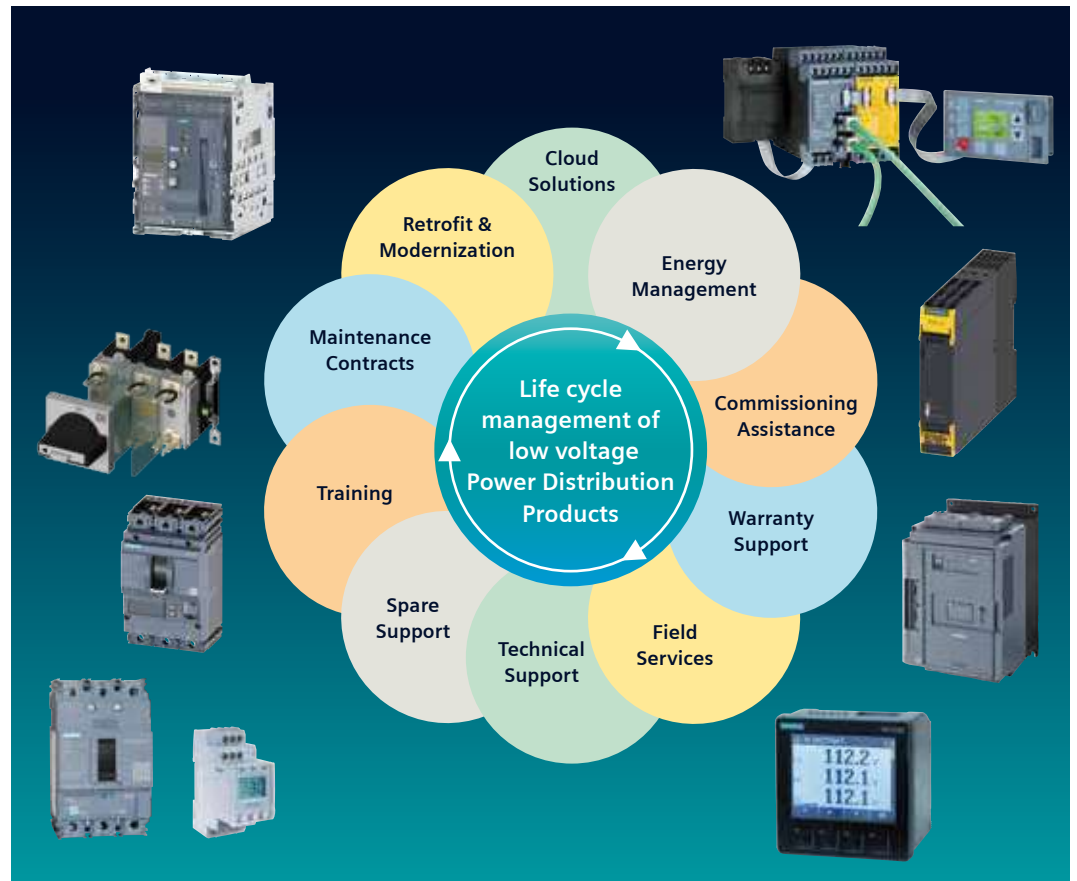 Cloud
Solutions
Retrofit &
Modernization
Energy
Management
Maintenance
Contracts
Life cycle
management of
low voltage
Power Distribution
Products
Commissioning
Assistance
Training
Warranty
Support
Spare
Support
Technical
Support
Field
Services
SIEMENS
112.2
112.1
112.1